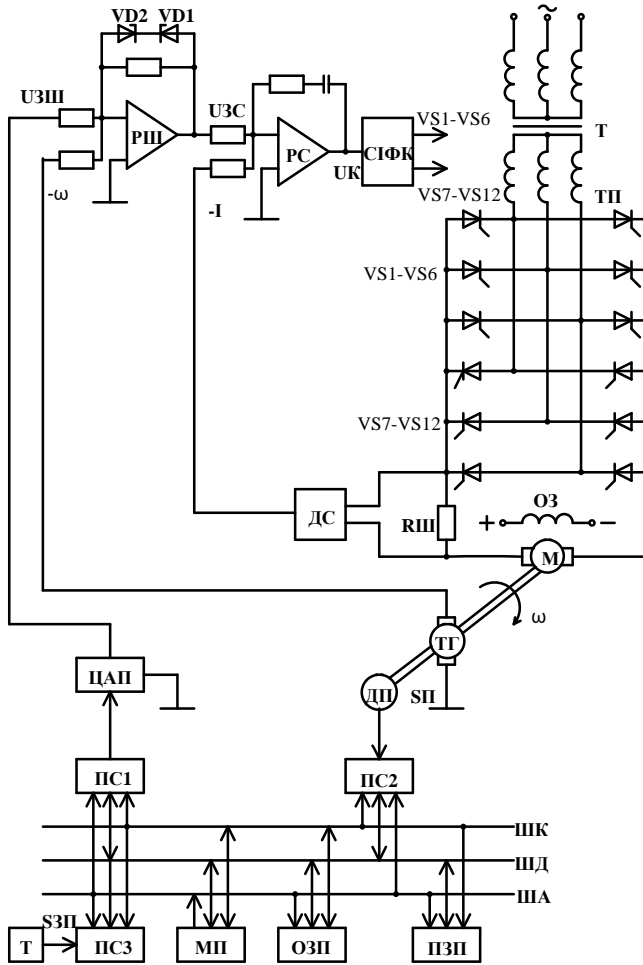 VD2 VD1
~
UЗШ
РШ
UЗС
РС
UК
СІФК
VS1-VS6
VS7-VS12
Т
ТП
-ω
-I
VS1-VS6
VS7-VS12
ДС
RШ
ОЗ
+
−
М
ω
ТГ
ЦАП
ДП
SП
ПС1
ПС2
ШК
ШД
ША
SЗП
Т
ПС3
МП
ОЗП
ПЗП